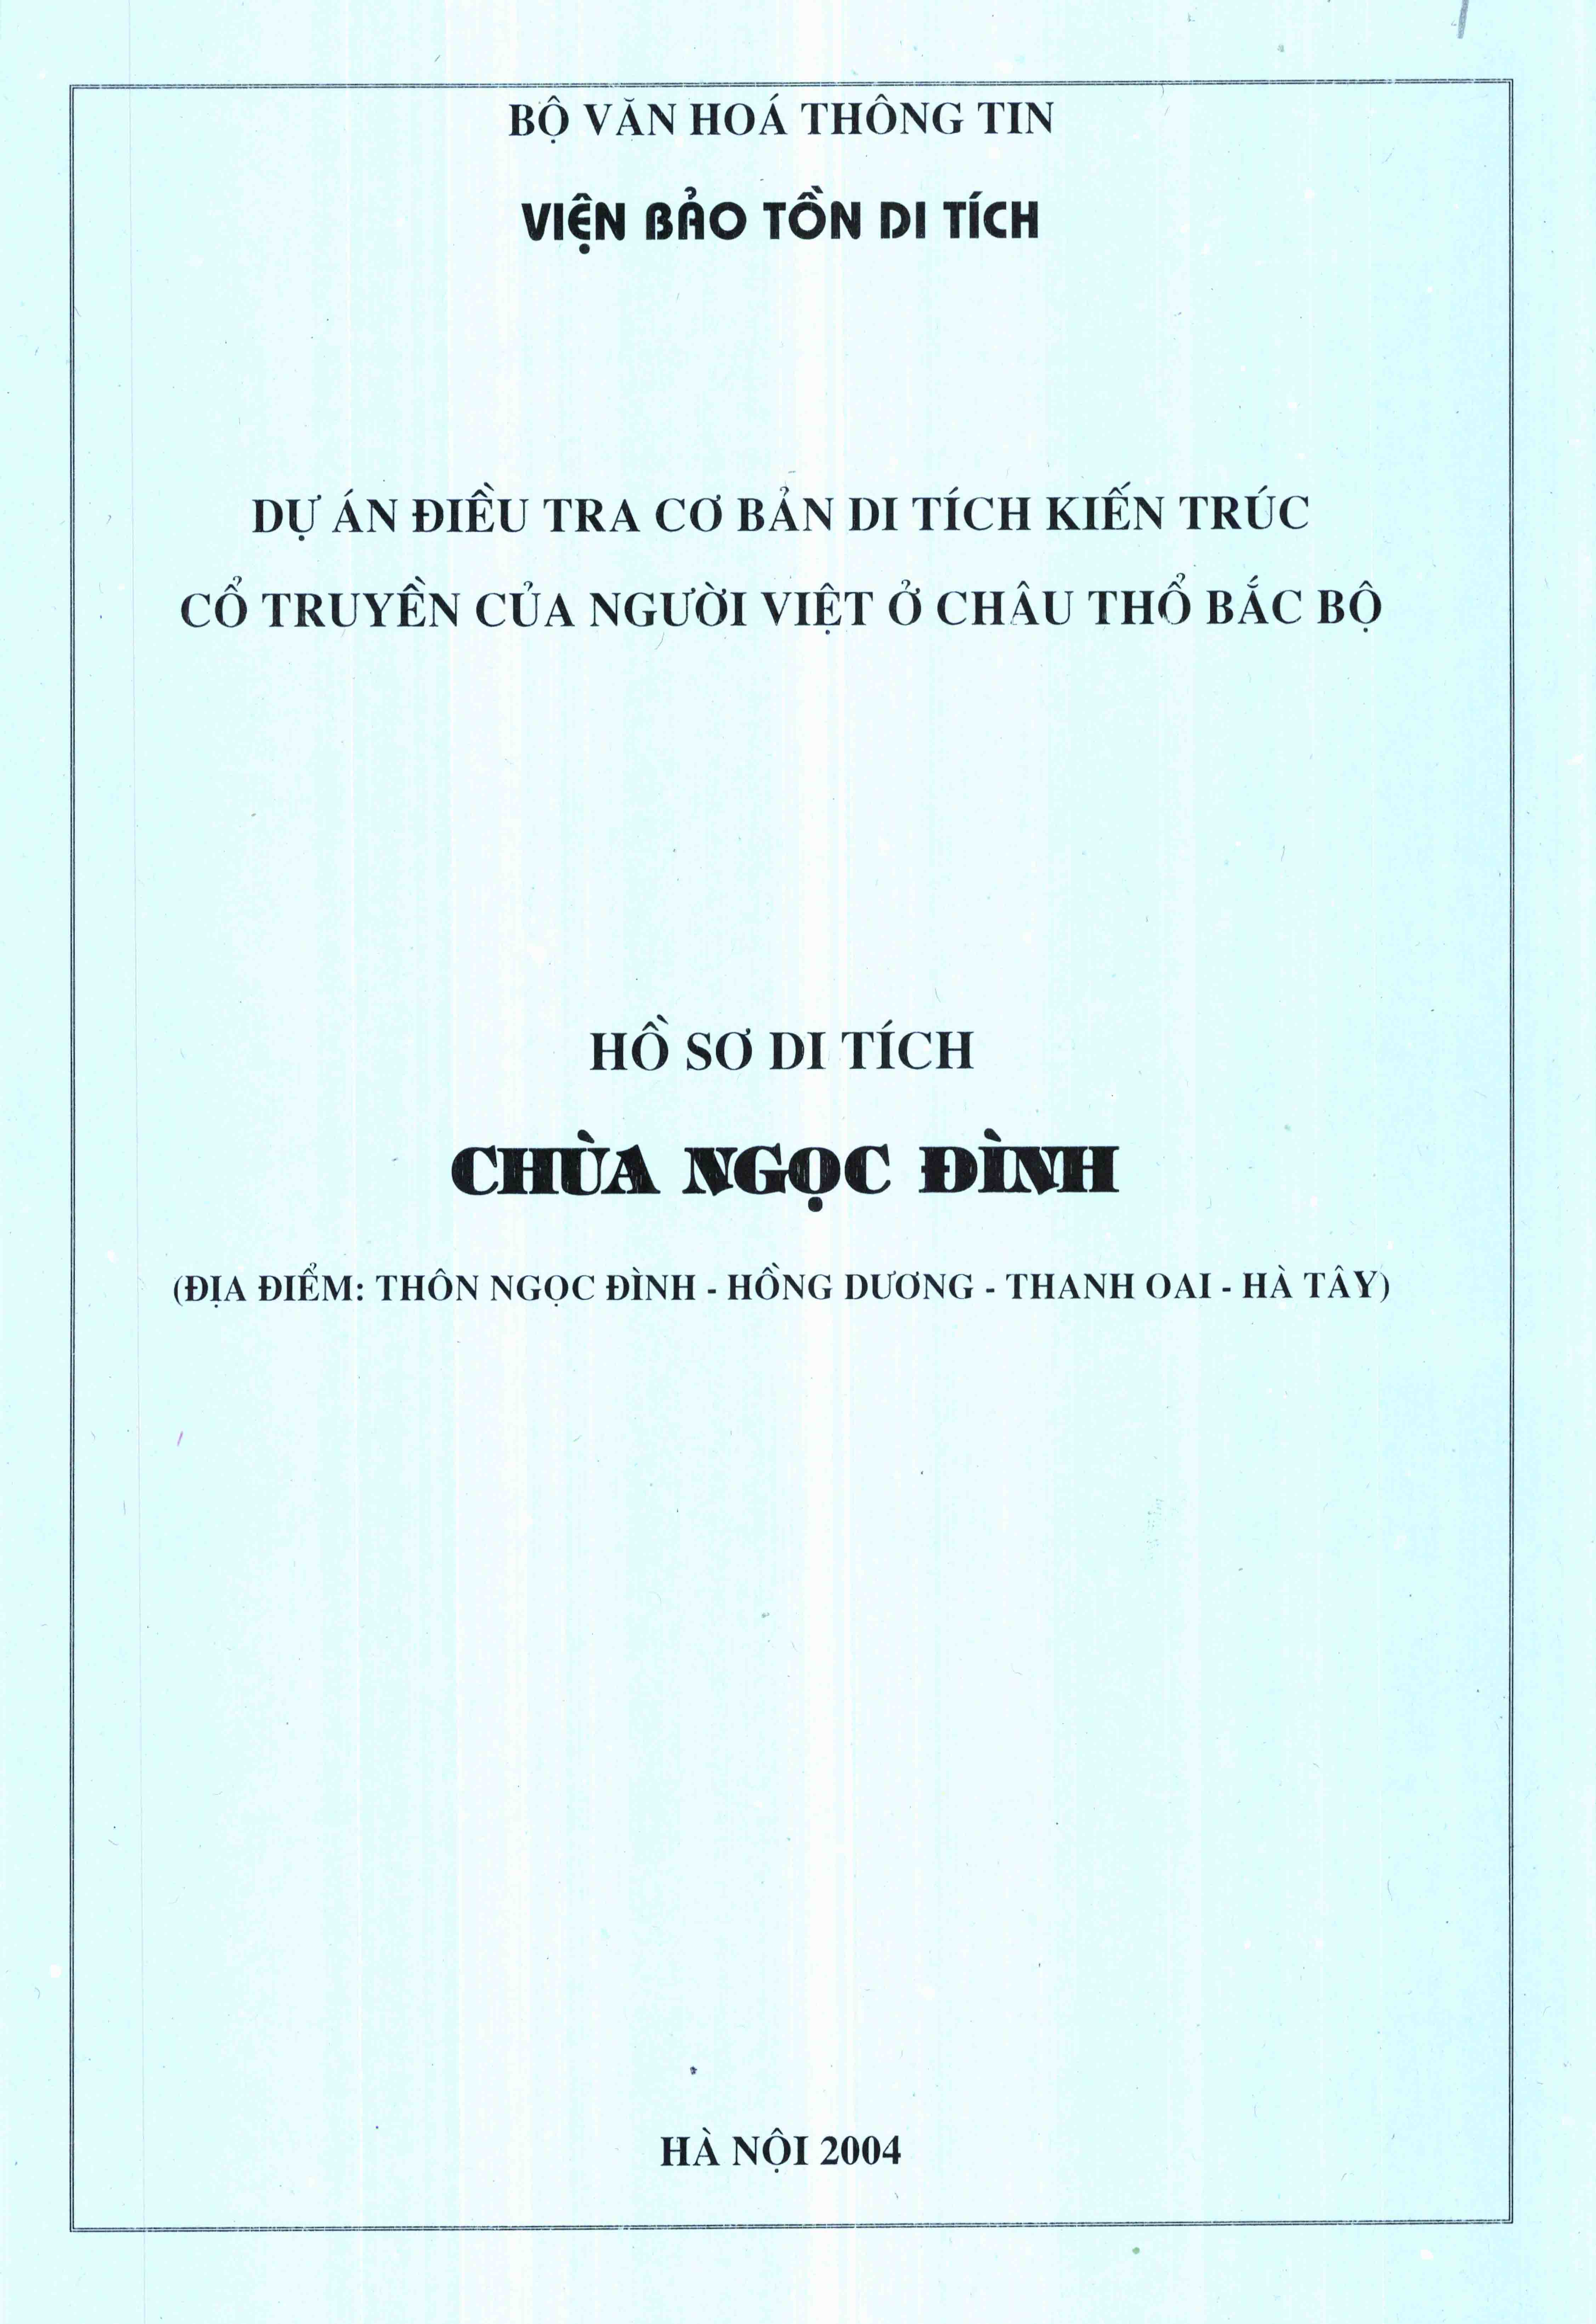 BỘ VĂN HOÁ THÔNG TIN
VIỆN BẢO TỒN DI TÍCH
DỰ ÁN ĐIỀU TRA CƠ BẢN DI TÍCH KIẾN TRÚC
CỔ TRUYỀN CỦA NGƯỜI VIỆT Ở CHÂU THỔ BẮC BỘ
HỒ SƠ DI TÍCH
CHÙA NGỌC ĐÌNH
(ĐỊA ĐIỂM: THÔN NGỌC ĐÌNH - HỒNG DƯƠNG - THANH OAI - HÀ TÂY)
HÀ NỘI 2004